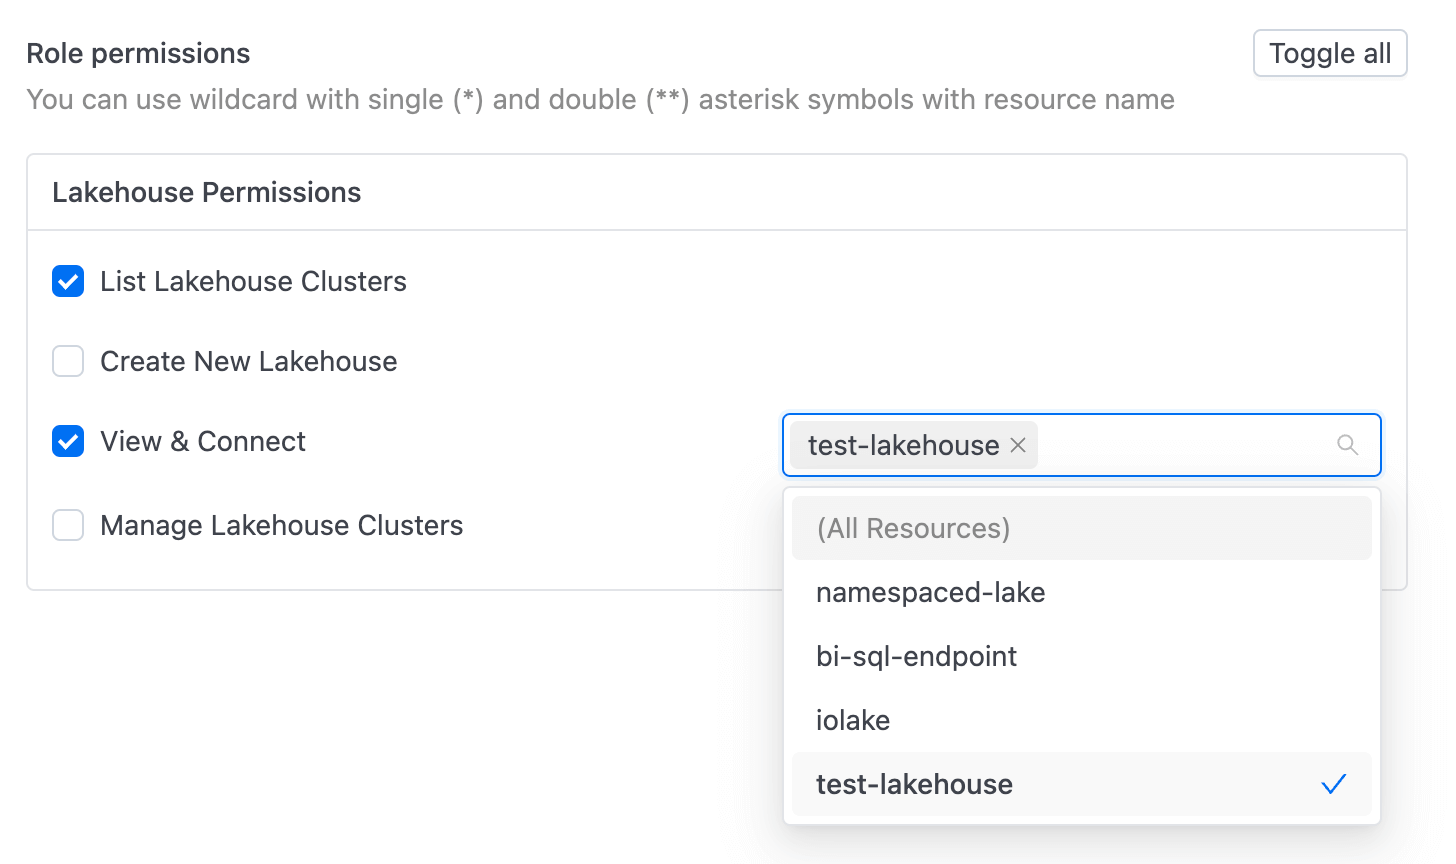 Role permissions
Toggle all
You can use wildcard with single (*) and double (**) asterisk symbols with resource name
Lakehouse Permissions
List Lakehouse Clusters
Create New Lakehouse
View & Connect
test-lakehouse
Manage Lakehouse Clusters
(All Resources)
namespaced-lake
bi-sql-endpoint
iolake
test-lakehouse